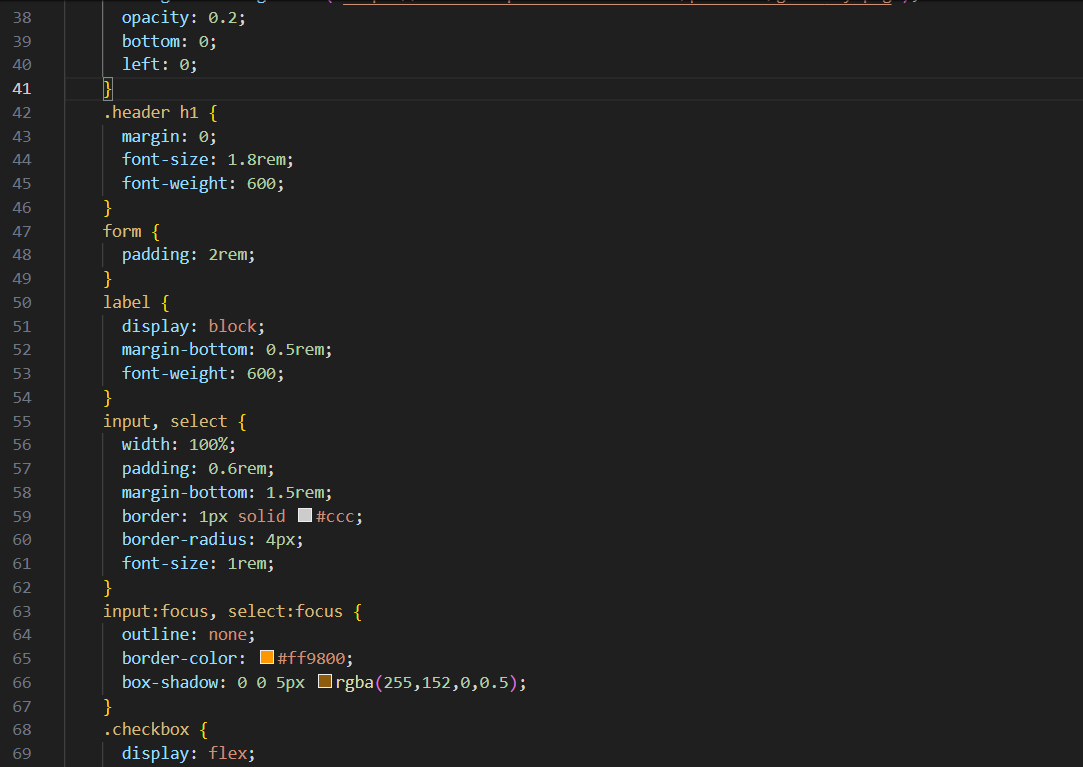 38 opacity: 0.2;
39 bottom: 0;
40 left: 0;
41 }
42 .header h1 {
43 margin: 0;
44 font-size: 1.8rem;
45 font-weight: 600;
46 }
47 form {
48 padding: 2rem;
49 }
50 label {
51 display: block;
52 margin-bottom: 0.5rem;
53 font-weight: 600;
54 }
55 input, select {
56 width: 100%;
57 padding: 0.6rem;
58 margin-bottom: 1.5rem;
59 border: 1px solid #ccc;
60 border-radius: 4px;
61 font-size: 1rem;
62 }
63 input:focus, select:focus {
64 outline: none;
65 border-color: #ff9800;
66 box-shadow: 0 0 5px rgba(255,152,0,0.5);
67 }
68 .checkbox {
69 display: flex;